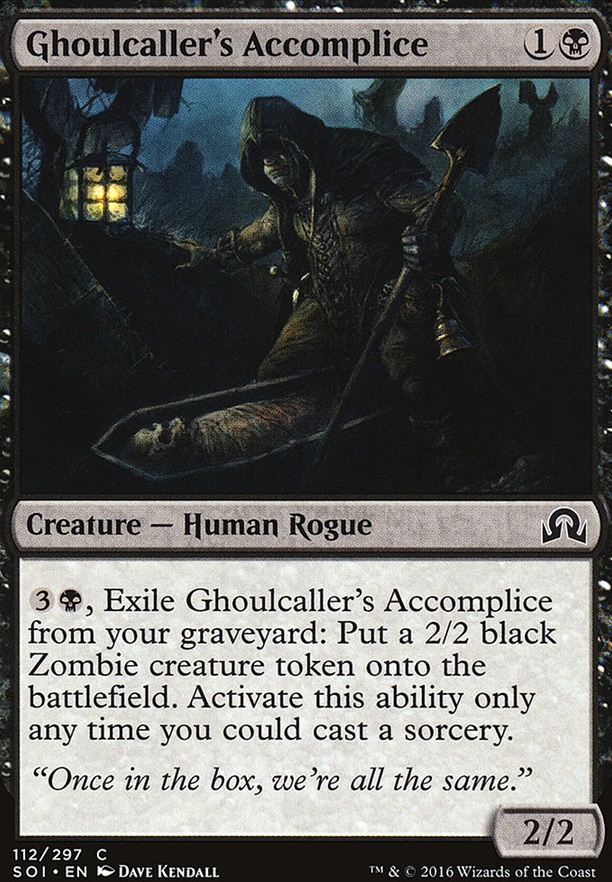 Ghoulcaller's Accomplice 1
Creature — Human Rogue
3, Exile Ghoulcaller's Accomplice
from your graveyard: Put a 2/2 black
Zombie creature token onto the
battlefield. Activate this ability only
any time you could cast a sorcery.
“Once in the box, we're all the same.”
2/2
112/297 C
SOI • EN Dave Kendall
™ & © 2016 Wizards of the Coast